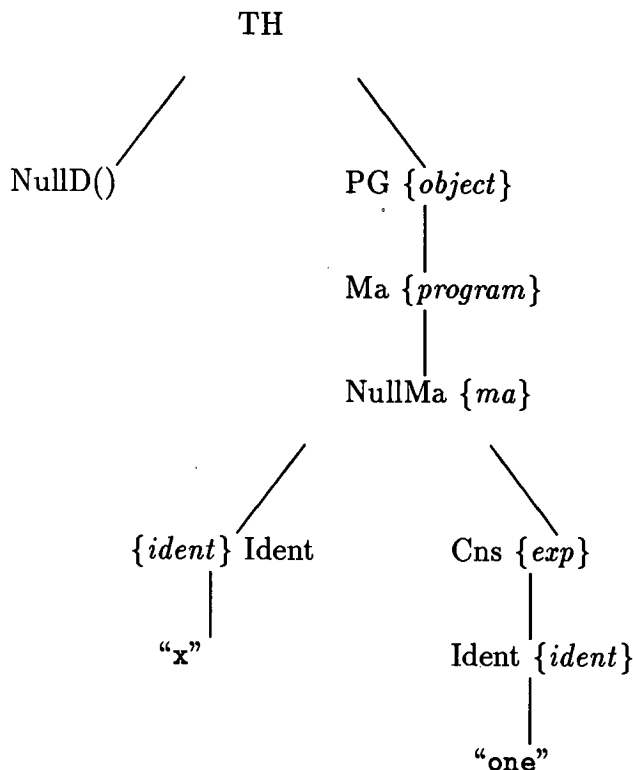 TH
NullD()
PG {object}
Ma {program}
NullMa {ma}
{ident} Ident
Cns {exp}
“x”
Ident {ident}
“one”